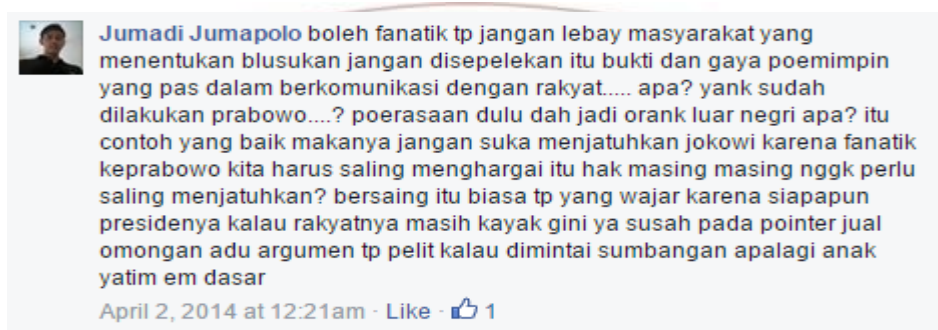 Jumadi Jumapolo boleh fanatik tp jangan lebay masyarakat yang
menentukan blusukan jangan disepelekan itu bukti dan gaya poemimpin
yang pas dalam berkomunikasi dengan rakyat..... apa? yank sudah
dilakukan prabowo....? poerasaan dulu dah jadi orank luar negri apa? itu
contoh yang baik makanya jangan suka menjatuhkan jokowi karena fanatik
keprabowo kita harus saling menghargai itu hak masing masing nggk perlu
saling menjatuhkan? bersaing itu biasa tp yang wajar karena siapapun
presidenya kalau rakyatnya masih kayak gini ya susah pada pointer jual
omongan adu argumen tp pelit kalau dimintai sumbangan apalagi anak
yatim em dasar
April 2, 2014 at 12:21am · Like · 1